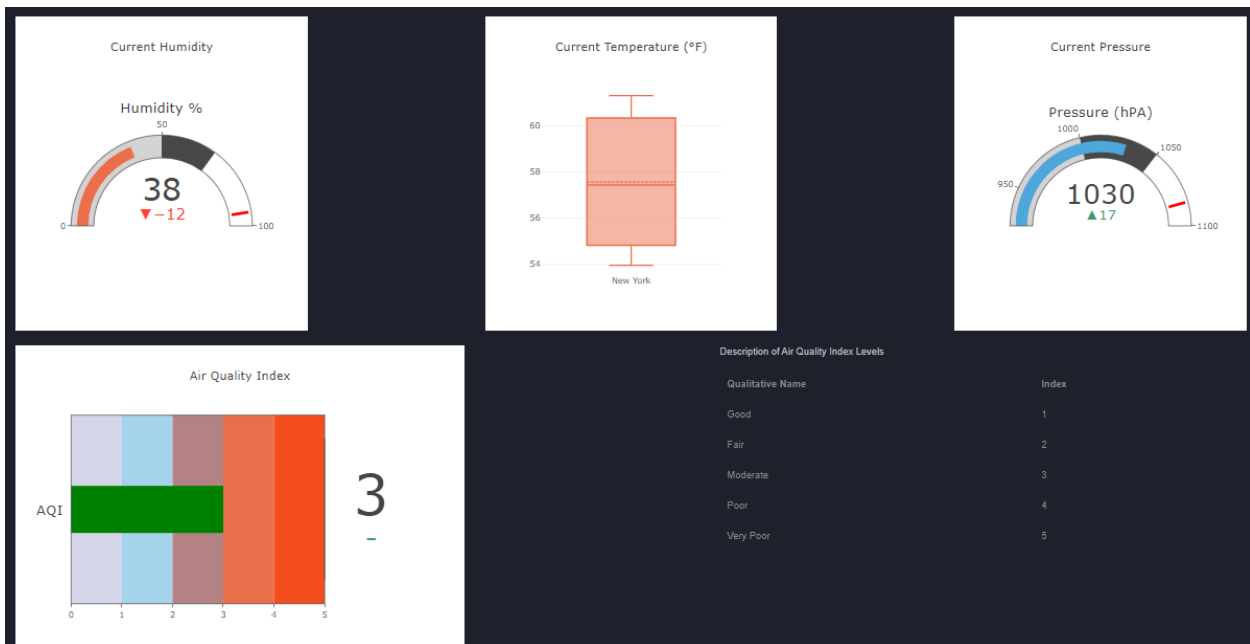 Current Humidity
Humidity %
50
38
▼−12
0
100
Current Temperature (°F)
60
58
56
54
New York
Current Pressure
Pressure (hPA)
1000
1050
950
1030
▲17
1100
Air Quality Index
AQI
3
-
0 1 2 3 4 5
Description of Air Quality Index Levels
Qualitative Name Index
Good 1
Fair 2
Moderate 3
Poor 4
Very Poor 5